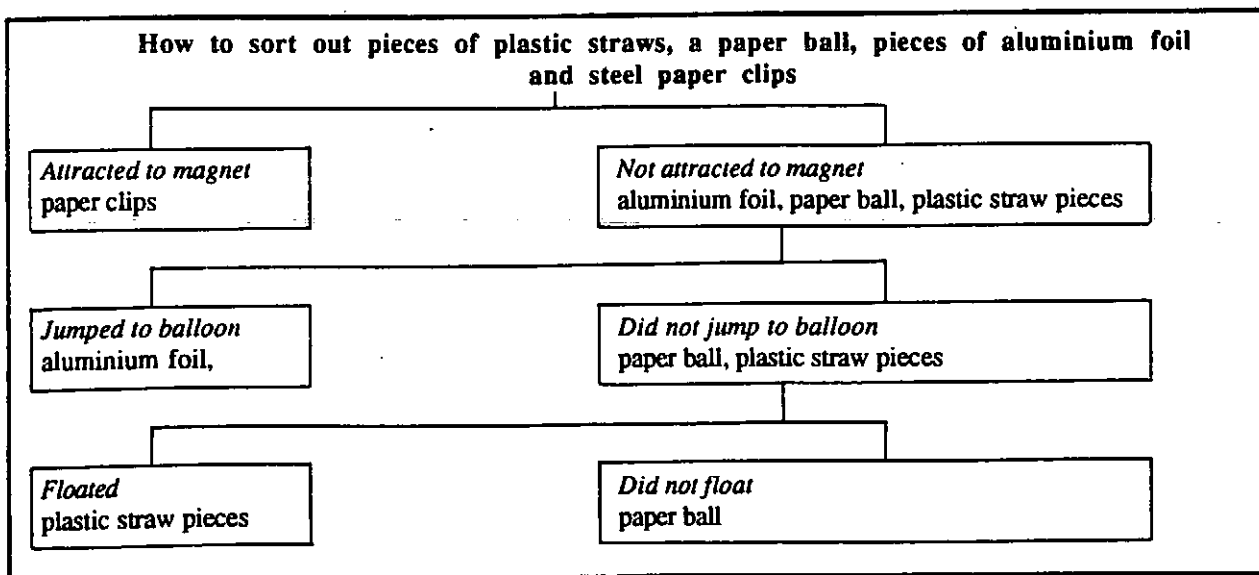 How to sort out pieces of plastic straws, a paper ball, pieces of aluminium foil
and steel paper clips
Attracted to magnet
paper clips
Not attracted to magnet
aluminium foil, paper ball, plastic straw pieces
Jumped to balloon
aluminium foil,
Did not jump to balloon
paper ball, plastic straw pieces
Floated
plastic straw pieces
Did not float
paper ball